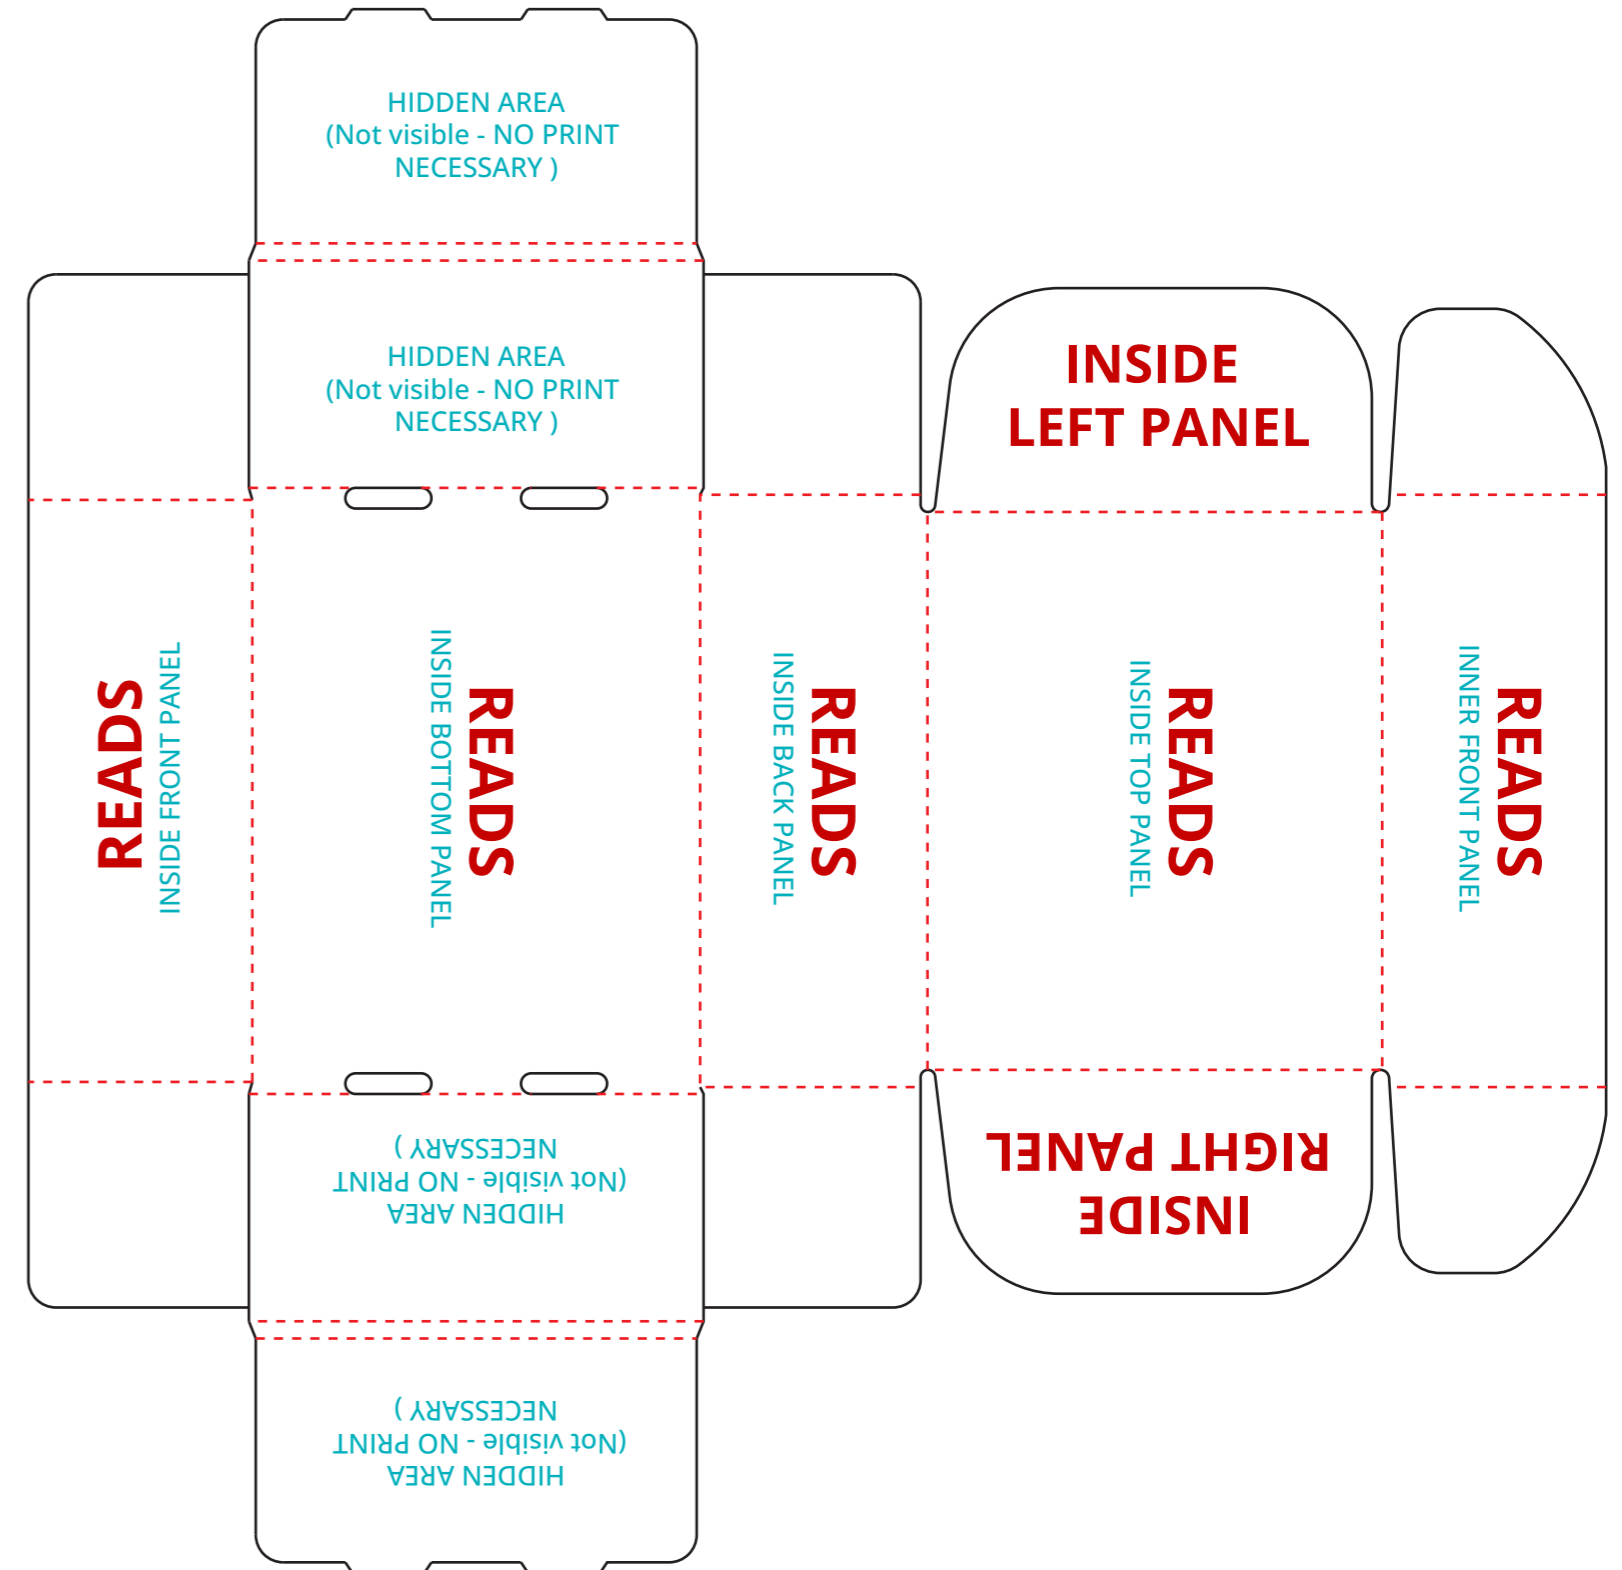 HIDDEN AREA
(Not visible - NO PRINT
NECESSARY )
HIDDEN AREA
(Not visible - NO PRINT
NECESSARY )
INSIDE
LEFT PANEL
READS
INSIDE FRONT PANEL
READS
INSIDE BOTTOM PANEL
READS
INSIDE BACK PANEL
READS
INSIDE TOP PANEL
READS
INNER FRONT PANEL
INSIDE
RIGHT PANEL
HIDDEN AREA
(Not visible - NO PRINT
NECESSARY )
HIDDEN AREA
(Not visible - NO PRINT
NECESSARY )